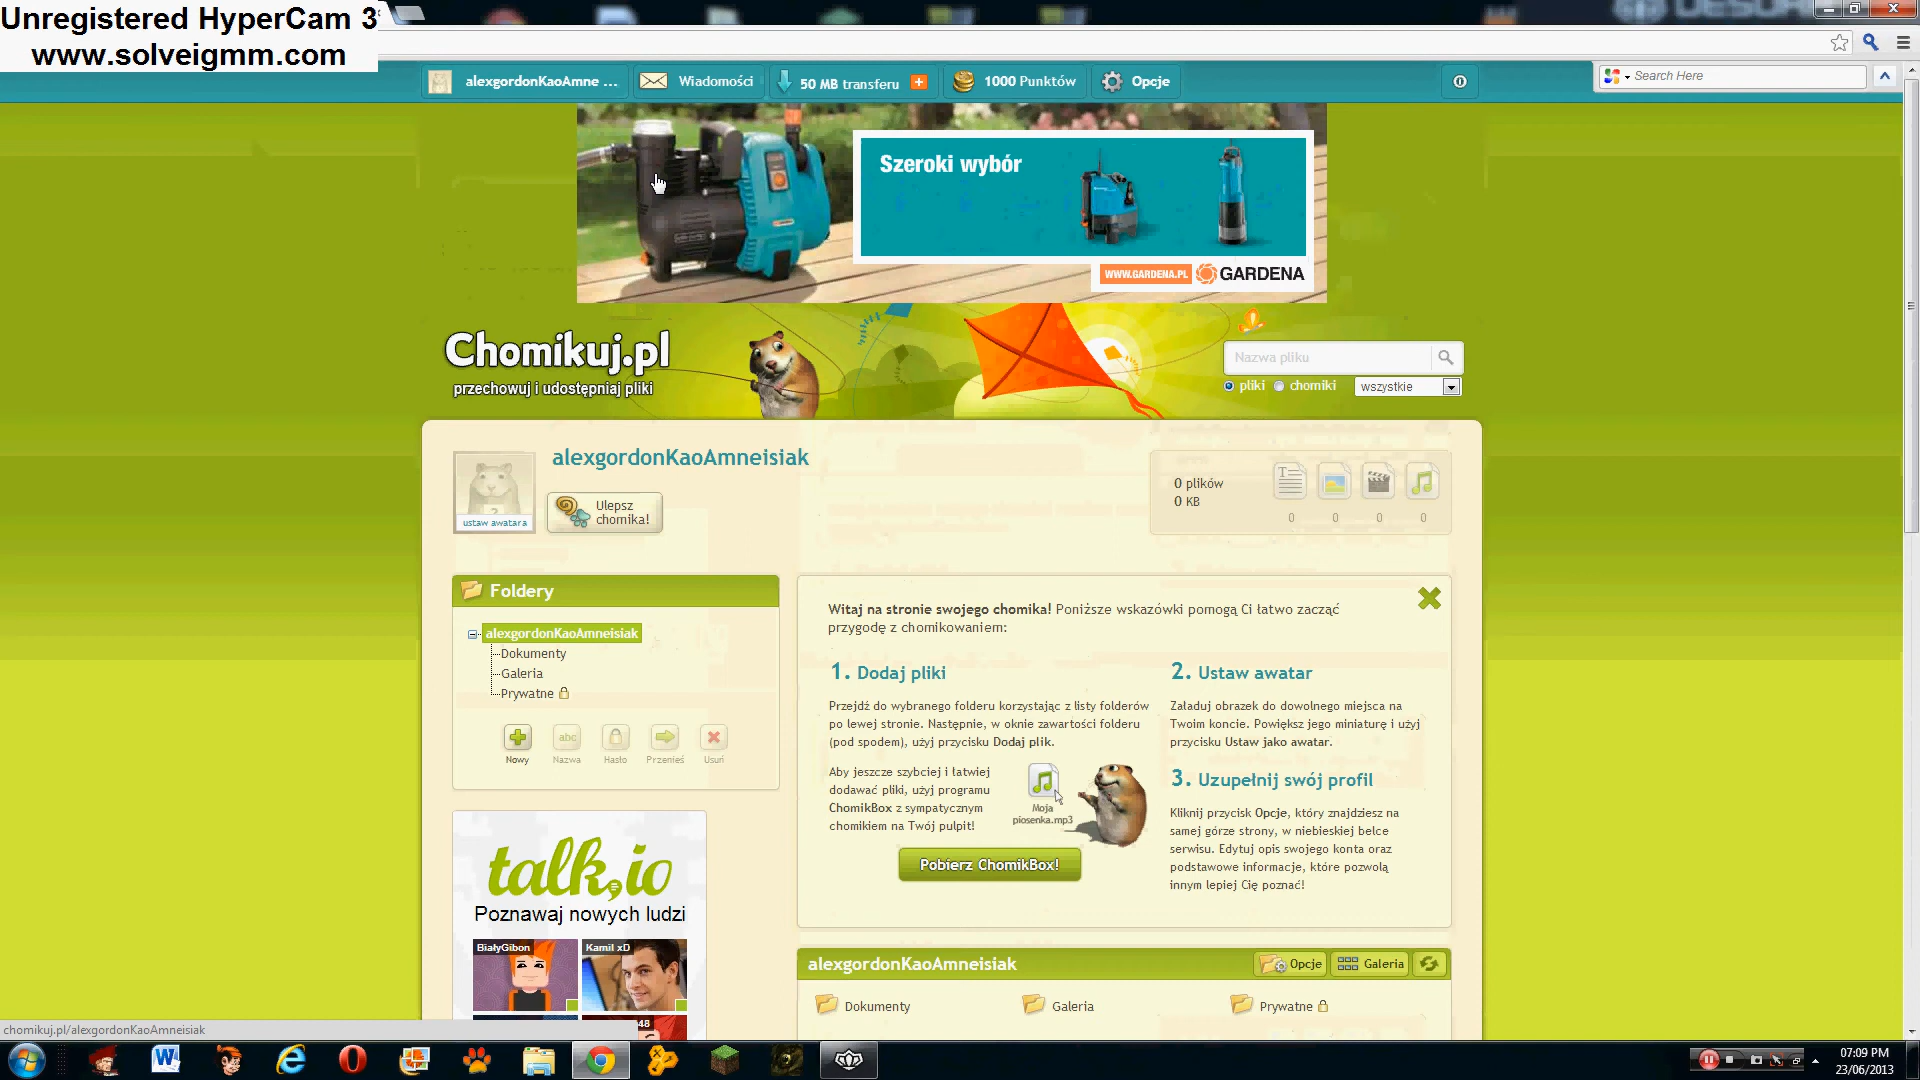 Unregistered HyperCam 3
www.solveigmm.com
alexgordonKaoAmne ...
Wiadomości
50 MB transferu
1000 Punktów
Opcje
Search Here
Szeroki wybór
WWW.GARDENA.PL
GARDENA
Chomikuj.pl
przechowuj i udostępniaj pliki
Nazwa pliku
pliki
chomiki
wszystkie
alexgordonKaoAmneisiak
ustaw awatara
Ulepsz
chomika!
0 plików
0 KB
0 0 0 0
Foldery
alexgordonKaoAmneisiak
Dokumenty
Galeria
Prywatne
Nowy
abc
Nazwa
Hasło
Przenieś
Usuń
Witaj na stronie swojego chomika! Poniższe wskazówki pomogą Ci łatwo zacząć
przygodę z chomikowaniem:
1. Dodaj pliki
Przejdź do wybranego folderu korzystając z listy folderów
po lewej stronie. Następnie, w oknie zawartości folderu
(pod spodem), użyj przycisku Dodaj plik.
Aby jeszcze szybciej i łatwiej
dodawać pliki, użyj programu
ChomikBox z sympatycznym
chomikiem na Twój pulpit!
Moja
piosenka.mp3
Pobierz ChomikBox!
2. Ustaw awatar
Załaduj obrazek do dowolnego miejsca na
Twoim koncie. Powiększ jego miniaturę i użyj
przycisku Ustaw jako awatar.
3. Uzupełnij swój profil
Kliknij przycisk Opcje, który znajdziesz na
samej górze strony, w niebieskiej belce
serwisu. Edytuj opis swojego konta oraz
podstawowe informacje, które pozwolą
innym lepiej Cię poznać!
talk.io
Poznawaj nowych ludzi
BiałyGibon
Kamil xD
48
alexgordonKaoAmneisiak
Opcje
Galeria
Dokumenty
Galeria
Prywatne
chomikuj.pl/alexgordonKaoAmneisiak
07:09 PM
23/06/2013